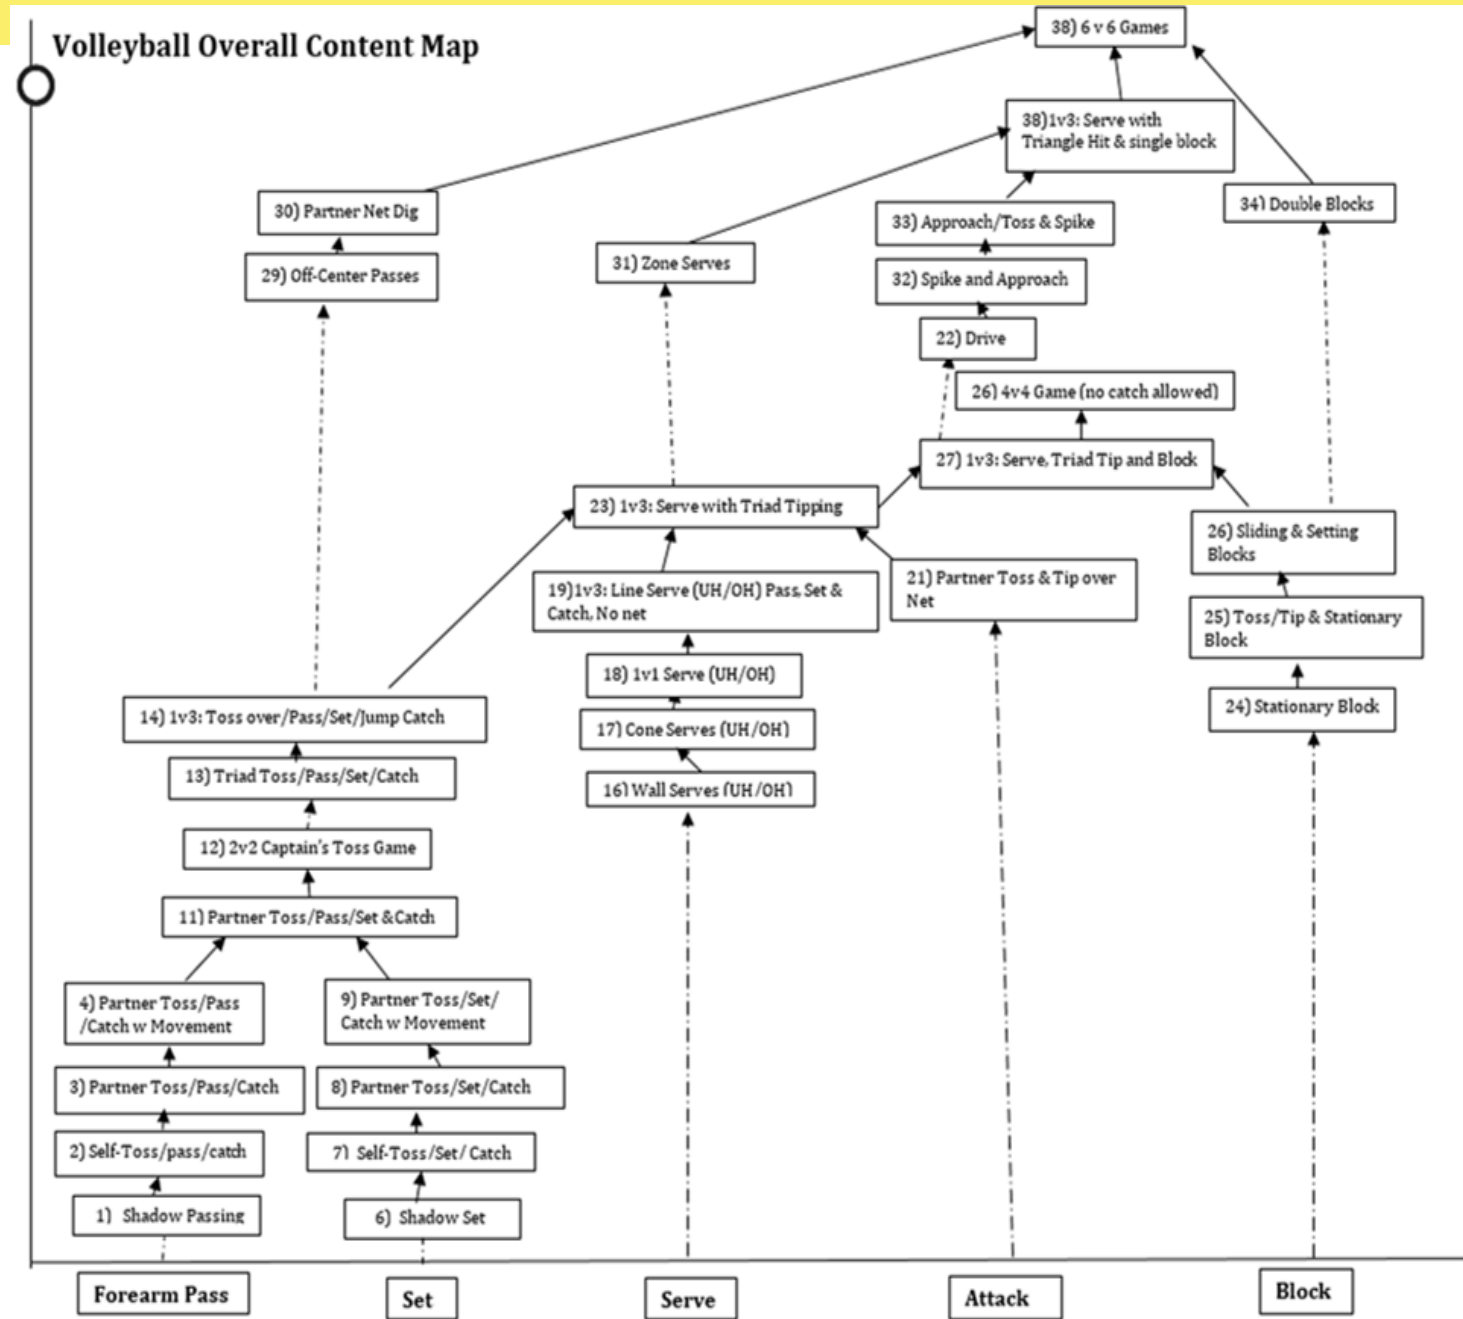 Volleyball Overall Content Map
38) 6 v 6 Games
38)1v3: Serve with
Triangle Hit & single block
30) Partner Net Dig
33) Approach/Toss & Spike
34) Double Blocks
29) Off-Center Passes
31) Zone Serves
32) Spike and Approach
22) Drive
26) 4v4 Game (no catch allowed)
27) 1v3: Serve, Triad Tip and Block
23) 1v3: Serve with Triad Tipping
26) Sliding & Setting
Blocks
19)1v3: Line Serve (UH/OH) Pass, Set &
Catch, No net
21) Partner Toss & Tip over
Net
25) Toss/Tip & Stationary
Block
18) 1v1 Serve (UH/OH)
24) Stationary Block
14) 1v3: Toss over/Pass/Set/Jump Catch
17) Cone Serves (UH/OH)
13) Triad Toss/Pass/Set/Catch
16) Wall Serves (UH/OH)
12) 2v2 Captain's Toss Game
11) Partner Toss/Pass/Set &Catch
4) Partner Toss/Pass
/Catch w Movement
9) Partner Toss/Set/
Catch w Movement
3) Partner Toss/Pass/Catch
8) Partner Toss/Set/Catch
2) Self-Toss/pass/catch
7) Self-Toss/Set/ Catch
1) Shadow Passing
6) Shadow Set
Forearm Pass
Set
Serve
Attack
Block